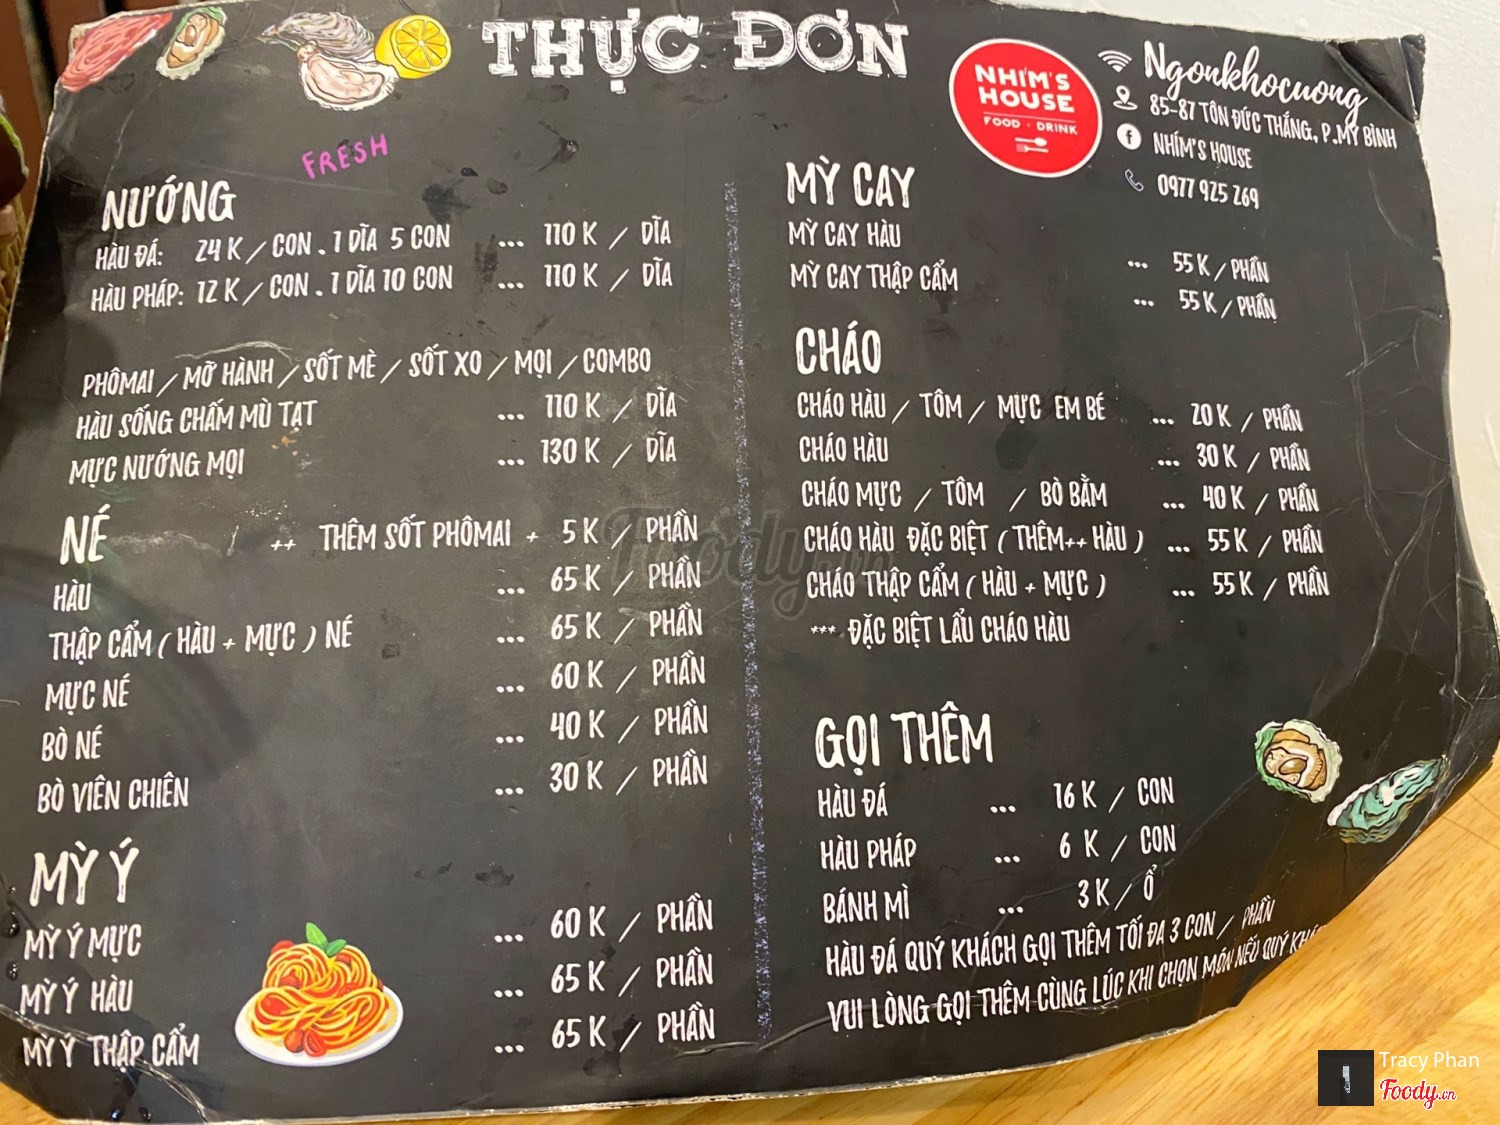 THỰC ĐƠN
NHÍM'S
HOUSE
FOOD · DRINK
Ngonkhocuong
85-87 TÔN ĐỨC THẮNG, P.MỸ BÌNH
NHÍM'S HOUSE
0977 925 269
FRESH
NƯỚNG
HÀU ĐÁ: 24 K / CON . 1 DĨA 5 CON ... 110 K / DĨA
HÀU PHÁP: 12 K / CON . 1 DĨA 10 CON ... 110 K / DĨA
PHÔMAI / MỠ HÀNH / SỐT MÈ / SỐT XO / MỌI / COMBO
HÀU SỐNG CHẤM MÙ TẠT ... 110 K / DĨA
MỰC NƯỚNG MỌI ... 130 K / DĨA
NÉ ++ THÊM SỐT PHÔMAI + 5 K / PHẦN
HÀU ... 65 K / PHẦN
THẬP CẨM ( HÀU + MỰC ) NÉ ... 65 K / PHẦN
MỰC NÉ ... 60 K / PHẦN
BÒ NÉ ... 40 K / PHẦN
BÒ VIÊN CHIÊN ... 30 K / PHẦN
MỲ Ý
MỲ Ý MỰC ... 60 K / PHẦN
MỲ Ý HÀU ... 65 K / PHẦN
MỲ Ý THẬP CẨM ... 65 K / PHẦN
MỲ CAY
MỲ CAY HÀU ... 55 K / PHẦN
MỲ CAY THẬP CẨM ... 55 K / PHẦN
CHÁO
CHÁO HÀU / TÔM / MỰC EM BÉ ... 20 K / PHẦN
CHÁO HÀU ... 30 K / PHẦN
CHÁO MỰC / TÔM / BÒ BẰM ... 40 K / PHẦN
CHÁO HÀU ĐẶC BIỆT ( THÊM++ HÀU ) ... 55 K / PHẦN
CHÁO THẬP CẨM ( HÀU + MỰC ) ... 55 K / PHẦN
*** ĐẶC BIỆT LẨU CHÁO HÀU
GỌI THÊM
HÀU ĐÁ ... 16 K / CON
HÀU PHÁP ... 6 K / CON
BÁNH MÌ ... 3 K / Ổ
HÀU ĐÁ QUÝ KHÁCH GỌI THÊM TỐI ĐA 3 CON / PHẦN
VUI LÒNG GỌI THÊM CÙNG LÚC KHI CHỌN MÓN NẾU QUÝ
Foody.vn
Tracy Phan
Foody.vn